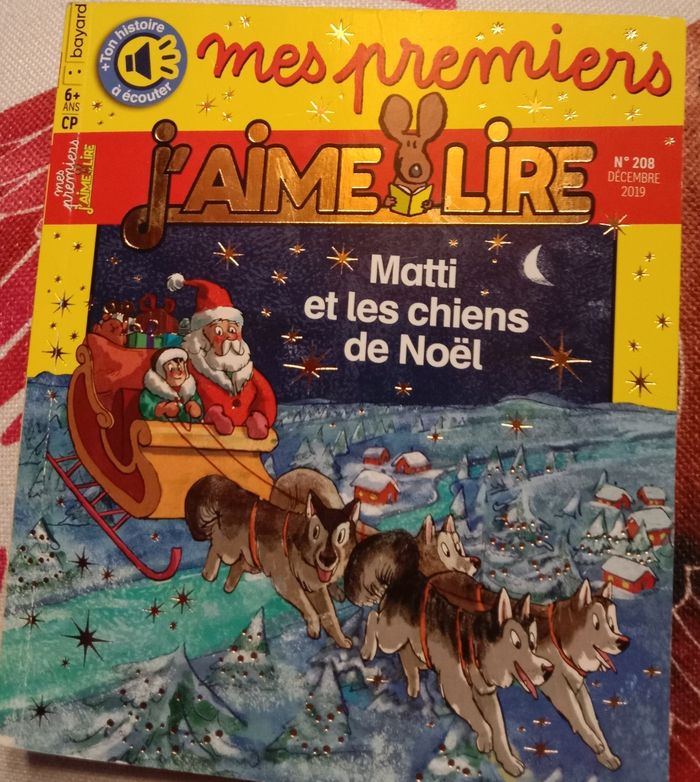 bayard
+Ton histoire
à écouter
mes premiers
6+
ANS
CP
mes
premiers
J'AIME LIRE
j'AIME LIRE
N° 208
DÉCEMBRE
2019
Matti
et les chiens
de Noël